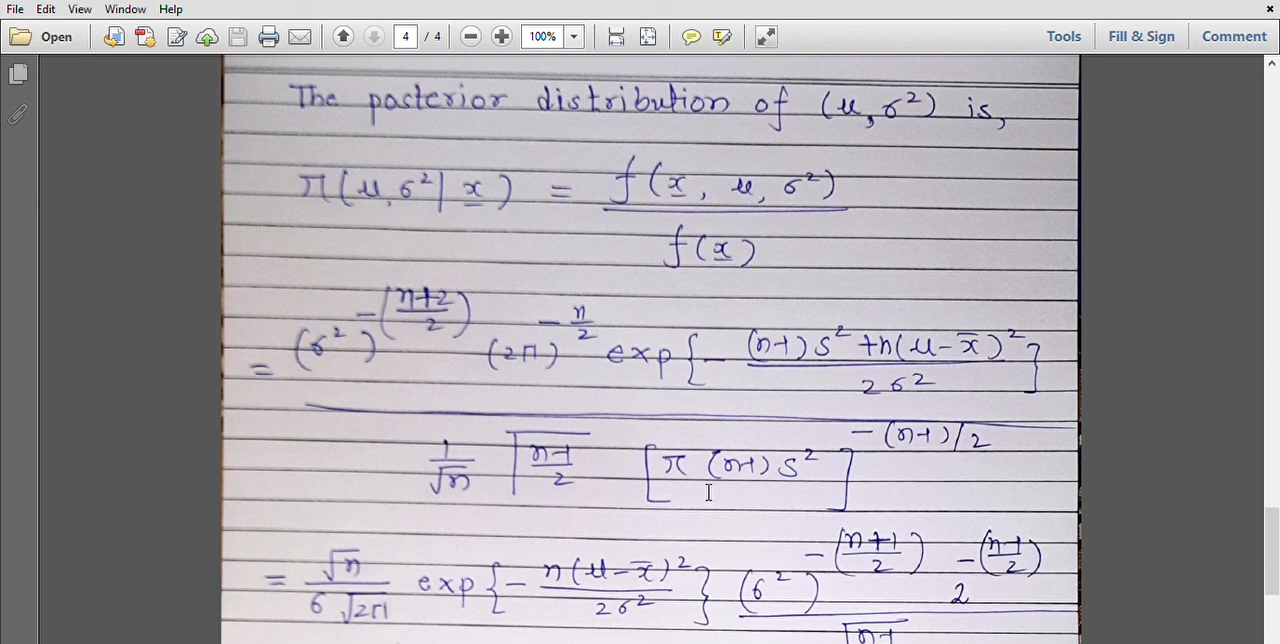 File Edit View Window Help
Open 4 / 4 100% Tools Fill & Sign Comment
The posterior distribution of (μ, σ²) is,
π(μ, σ² | x) = f(x, μ, σ²) / f(x)
= (σ²)^-((n+2)/2) (2π)^-n/2 exp{- ((n-1)s² + n(μ-x̄)²) / 2σ²}
1/√n Γ(n-1)/2 [π (n-1) s²]^-(n-1)/2
= √n / (σ √2π) exp{- n(μ-x̄)² / 2σ²} (σ²)^-((n+1)/2) 2^-((n-1)/2)
Γn-1